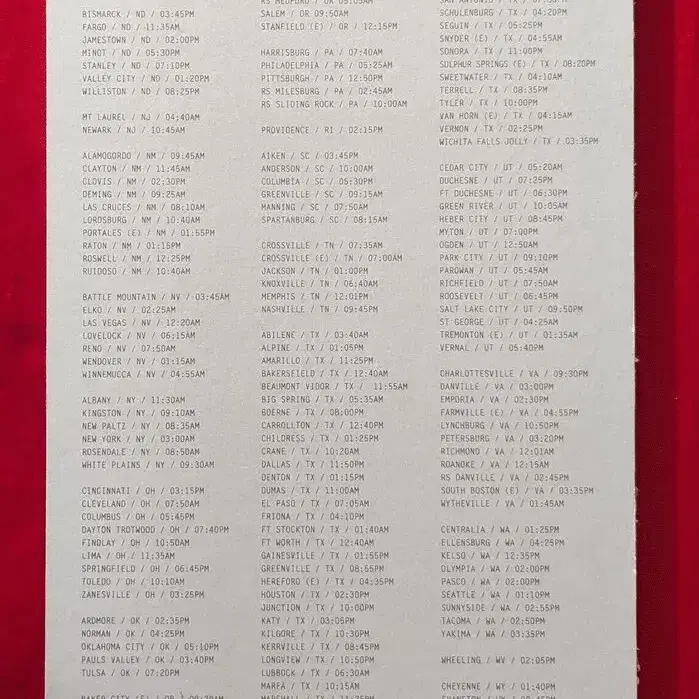 BISMARCK / ND / 03:45PM
FARGO / ND / 11:35AM
JAMESTOWN / ND / 02:00PM
MINOT / ND / 05:30PM
STANLEY / ND / 07:10PM
VALLEY CITY / ND / 01:20PM
WILLISTON / ND / 08:25PM
MT LAUREL / NJ / 04:40AM
NEWARK / NJ / 10:45AM
ALAMOGORDO / NM / 09:45AM
CLAYTON / NM / 11:45AM
CLOVIS / NM / 02:30PM
DEMING / NM / 09:25AM
LAS CRUCES / NM / 08:10AM
LORDSBURG / NM / 10:40AM
PORTALES (E) / NM / 01:55PM
RATON / NM / 01:15PM
ROSWELL / NM / 12:25PM
RUIDOSO / NM / 10:40AM
BATTLE MOUNTAIN / NV / 03:45AM
ELKO / NV / 02:25AM
LAS VEGAS / NV / 12:20AM
LOVELOCK / NV / 06:15AM
RENO / NV / 07:50AM
WENDOVER / NV / 01:15AM
WINNEMUCCA / NV / 04:55AM
ALBANY / NY / 11:30AM
KINGSTON / NY / 09:10AM
NEW PALTZ / NY / 08:35AM
NEW YORK / NY / 03:00AM
ROSENDALE / NY / 08:50AM
WHITE PLAINS / NY / 09:30AM
CINCINNATI / OH / 03:15PM
CLEVELAND / OH / 07:50AM
COLUMBUS / OH / 05:45PM
DAYTON TROTWOOD / OH / 07:40PM
FINDLAY / OH / 10:50AM
LIMA / OH / 11:35AM
SPRINGFIELD / OH / 06:45PM
TOLEDO / OH / 10:10AM
ZANESVILLE / OH / 03:25PM
ARDMORE / OK / 02:35PM
NORMAN / OK / 04:25PM
OKLAHOMA CITY / OK / 05:10PM
PAULS VALLEY / OK / 03:40PM
TULSA / OK / 07:20PM
BAKER CITY (E) / OR /
RS MEDFORD / OR
SALEM / OR 09:50AM
STANFIELD (E) / OR / 12:15PM
HARRISBURG / PA / 07:40AM
PHILADELPHIA / PA / 05:25AM
PITTSBURGH / PA / 12:50PM
RS MILESBURG / PA / 02:45AM
RS SLIDING ROCK / PA / 10:00AM
PROVIDENCE / RI / 02:15PM
AIKEN / SC / 03:45PM
ANDERSON / SC / 10:00AM
COLUMBIA / SC / 05:30PM
GREENVILLE / SC / 09:15AM
MANNING / SC / 07:50AM
SPARTANBURG / SC / 08:15AM
CROSSVILLE / TN / 07:35AM
CROSSVILLE (E) / TN / 07:00AM
JACKSON / TN / 01:00PM
KNOXVILLE / TN / 06:40AM
MEMPHIS / TN / 12:01PM
NASHVILLE / TN / 09:45PM
ABILENE / TX / 03:40AM
ALPINE / TX / 01:05PM
AMARILLO / TX / 11:25PM
BAKERSFIELD / TX / 12:40AM
BEAUMONT VIDOR / TX / 11:55AM
BIG SPRING / TX / 05:35AM
BOERNE / TX / 08:00PM
CARROLLTON / TX / 12:40PM
CHILDRESS / TX / 01:25PM
CRANE / TX / 10:20AM
DALLAS / TX / 11:50PM
DENTON / TX / 01:15PM
DUMAS / TX / 11:00AM
EL PASO / TX / 07:05AM
FRIONA / TX / 04:10PM
FT STOCKTON / TX / 01:40AM
FT WORTH / TX / 12:40AM
GAINESVILLE / TX / 01:55PM
GREENVILLE / TX / 08:55PM
HEREFORD (E) / TX / 04:35PM
HOUSTON / TX / 02:30PM
JUNCTION / TX / 10:00PM
KATY / TX / 03:05PM
KILGORE / TX / 10:30PM
KERRVILLE / TX / 08:45PM
LONGVIEW / TX / 10:50PM
LUBBOCK / TX / 06:30AM
MARFA / TX / 10:15AM
MARSHALL / TX / 11:35PM
SAN ANTONIO / TX /
SCHULENBURG / TX / 04:20PM
SEGUIN / TX / 05:25PM
SNYDER (E) / TX / 04:55AM
SONORA / TX / 11:00PM
SULPHUR SPRINGS (E) / TX / 08:20PM
SWEETWATER / TX / 04:10AM
TERRELL / TX / 08:35PM
TYLER / TX / 10:00PM
VAN HORN (E) / TX / 04:15AM
VERNON / TX / 02:25PM
WICHITA FALLS JOLLY / TX / 03:35PM
CEDAR CITY / UT / 05:20AM
DUCHESNE / UT / 07:25PM
FT DUCHESNE / UT / 06:30PM
GREEN RIVER / UT / 10:05AM
HEBER CITY / UT / 08:45PM
MYTON / UT / 07:00PM
OGDEN / UT / 12:50AM
PARK CITY / UT / 09:10PM
PAROWAN / UT / 05:45AM
RICHFIELD / UT / 07:50AM
ROOSEVELT / UT / 06:45PM
SALT LAKE CITY / UT / 09:50PM
ST GEORGE / UT / 04:25AM
TREMONTON (E) / UT / 01:35AM
VERNAL / UT / 05:40PM
CHARLOTTESVILLE / VA / 09:30PM
DANVILLE / VA / 03:00PM
EMPORIA / VA / 02:30PM
FARMVILLE (E) / VA / 04:55PM
LYNCHBURG / VA / 10:50PM
PETERSBURG / VA / 03:20PM
RICHMOND / VA / 12:01AM
ROANOKE / VA / 12:15AM
RS DANVILLE / VA / 02:45PM
SOUTH BOSTON (E) / VA / 03:35PM
WYTHEVILLE / VA / 01:45AM
CENTRALIA / WA / 01:25PM
ELLENSBURG / WA / 04:25PM
KELSO / WA / 12:35PM
OLYMPIA / WA / 02:00PM
PASCO / WA / 02:00PM
SEATTLE / WA / 01:10PM
SUNNYSIDE / WA / 02:55PM
TACOMA / WA / 02:50PM
YAKIMA / WA / 03:35PM
WHEELING / WV / 02:05PM
CHEYENNE / WY / 01:40PM
EVANSTON / WY